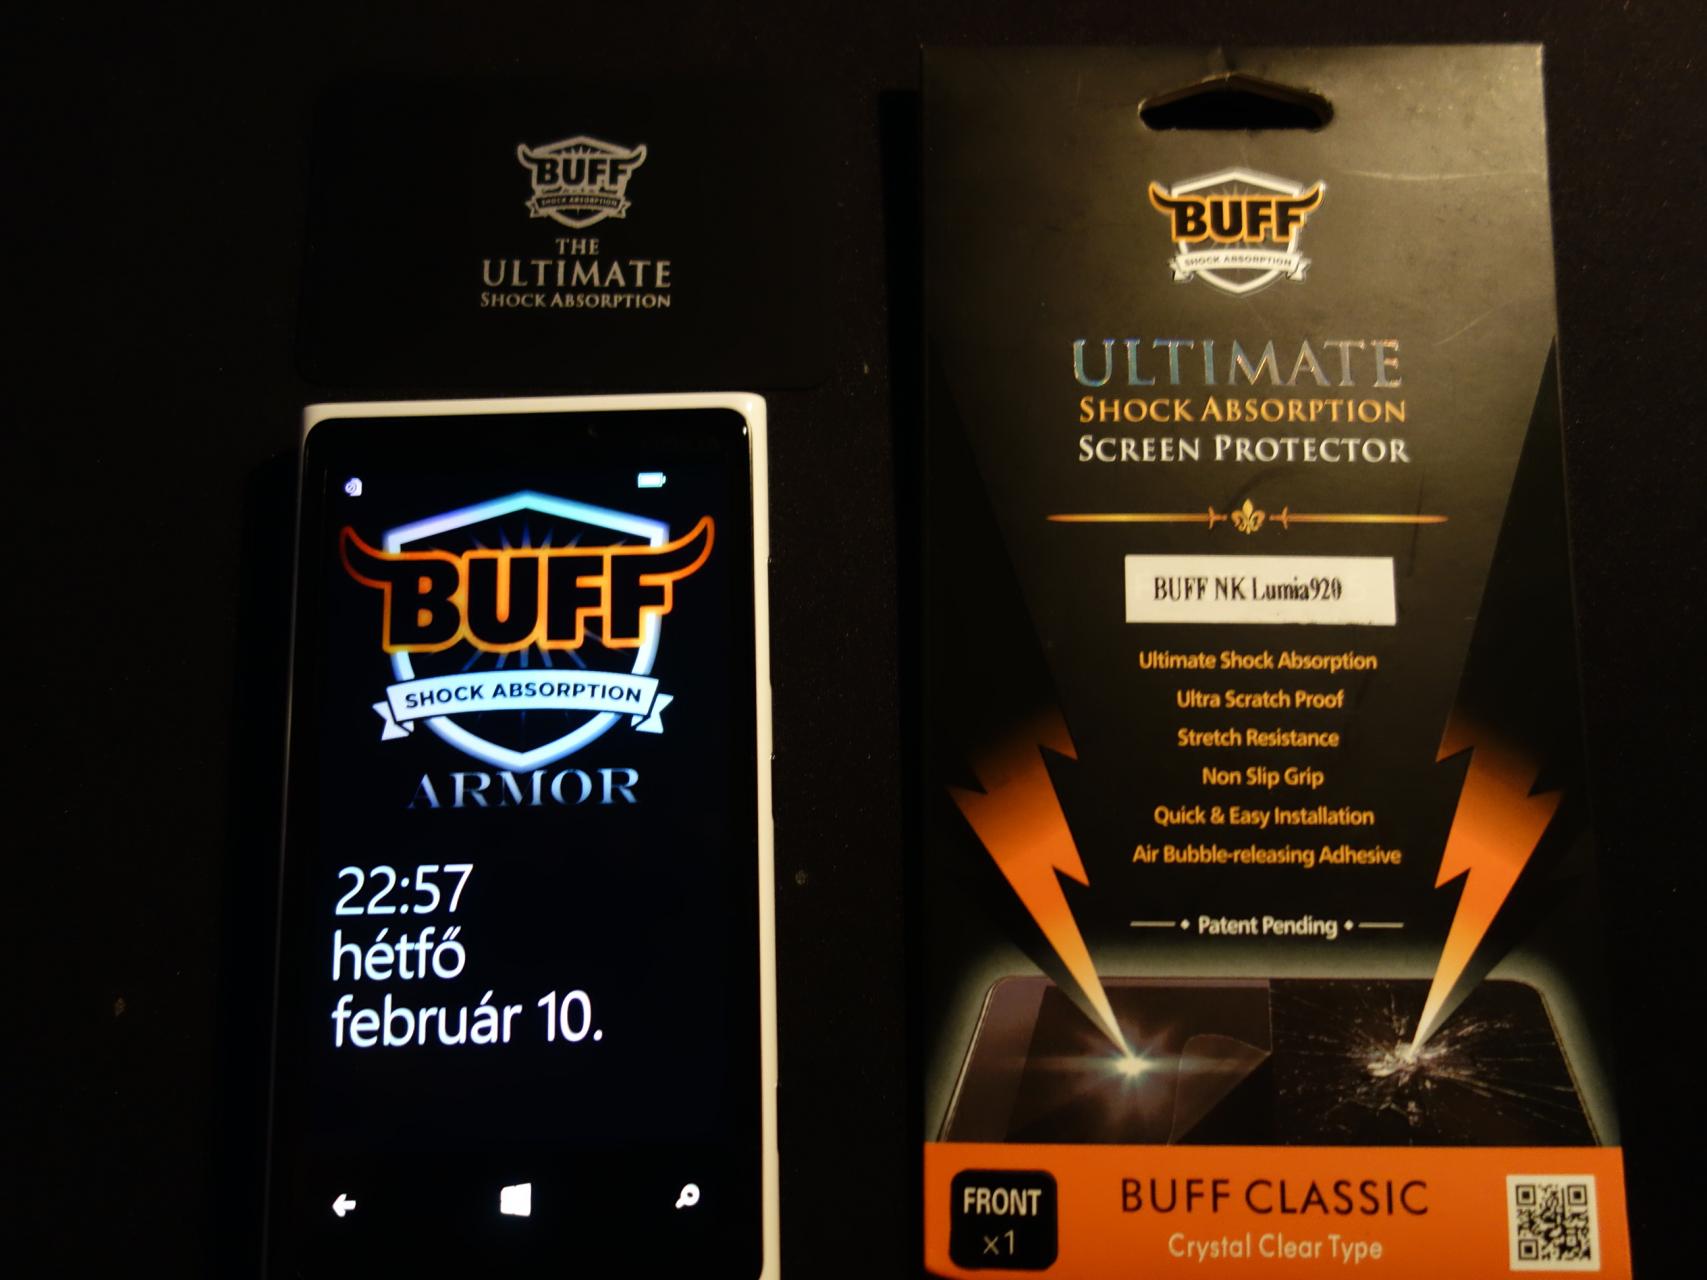 BUFF
SHOCK ABSORPTION
THE
ULTIMATE
SHOCK ABSORPTION
BUFF
SHOCK ABSORPTION
ARMOR
22:57
hétfő
február 10.
BUFF
SHOCK ABSORPTION
ULTIMATE
SHOCK ABSORPTION
SCREEN PROTECTOR
BUFF NK Lumia920
Ultimate Shock Absorption
Ultra Scratch Proof
Stretch Resistance
Non Slip Grip
Quick & Easy Installation
Air Bubble-releasing Adhesive
Patent Pending
FRONT
x1
BUFF CLASSIC
Crystal Clear Type